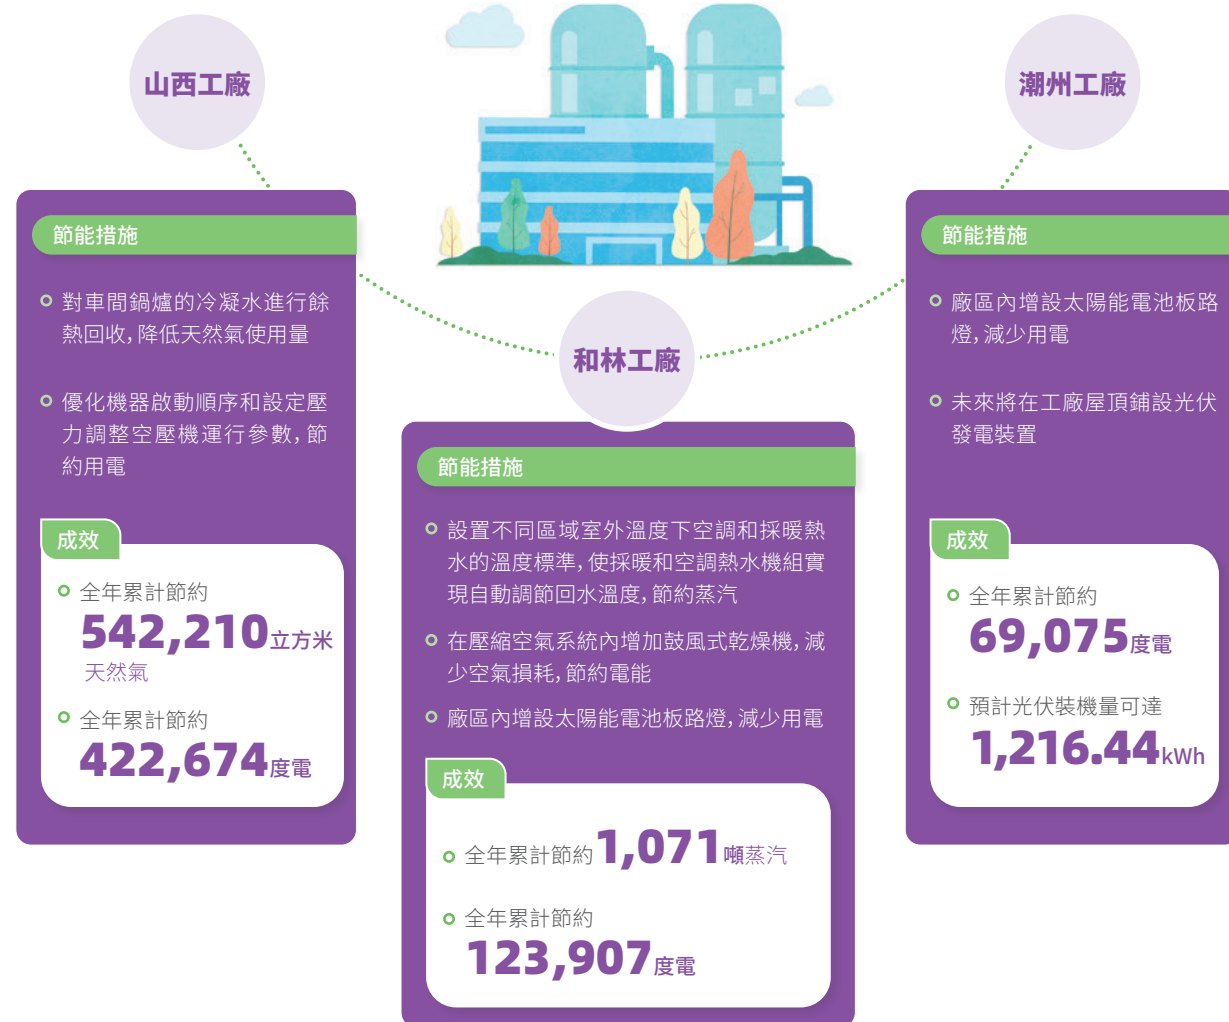 山西工廠
節能措施
對車間鍋爐的冷凝水進行餘
熱回收，降低天然氣使用量
優化機器啟動順序和設定壓
力調整空壓機運行參數，節
約用電
成效
全年累計節約
542,210立方米
天然氣
全年累計節約
422,674度電
和林工廠
節能措施
設置不同區域室外溫度下空調和採暖熱
水的溫度標準，使採暖和空調熱水機組實
現自動調節回水溫度，節約蒸汽
在壓縮空氣系統內增加鼓風式乾燥機，減
少空氣損耗，節約電能
廠區內增設太陽能電池板路燈，減少用電
成效
全年累計節約1,071噸蒸汽
全年累計節約
123,907度電
潮州工廠
節能措施
廠區內增設太陽能電池板路
燈，減少用電
未來將在工廠屋頂鋪設光伏
發電裝置
成效
全年累計節約
69,075度電
預計光伏裝機量可達
1,216.44kWh